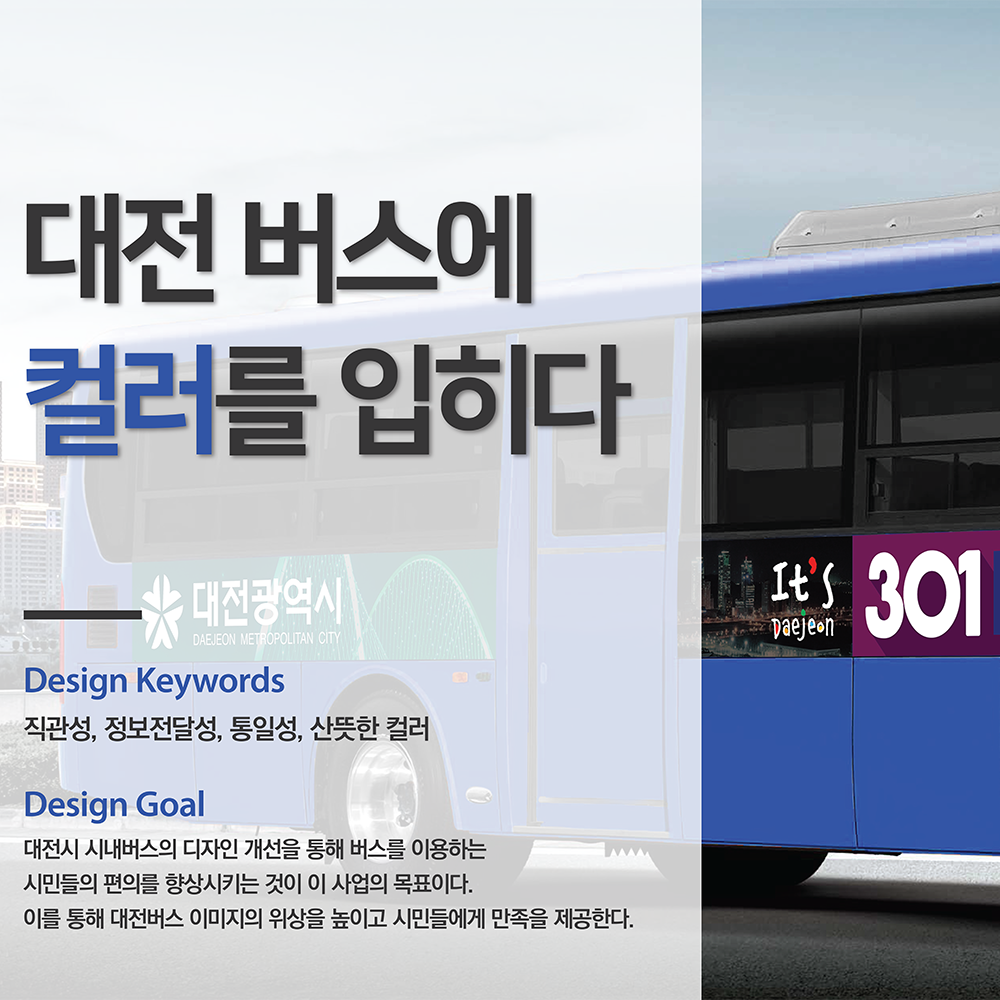 대전 버스에
컬러를 입히다
대전광역시
DAEJEON METROPOLITAN CITY
It's
Daejeon
301
Design Keywords
직관성, 정보전달성, 통일성, 산뜻한 컬러
Design Goal
대전시 시내버스의 디자인 개선을 통해 버스를 이용하는
시민들의 편의를 향상시키는 것이 이 사업의 목표이다.
이를 통해 대전버스 이미지의 위상을 높이고 시민들에게 만족을 제공한다.